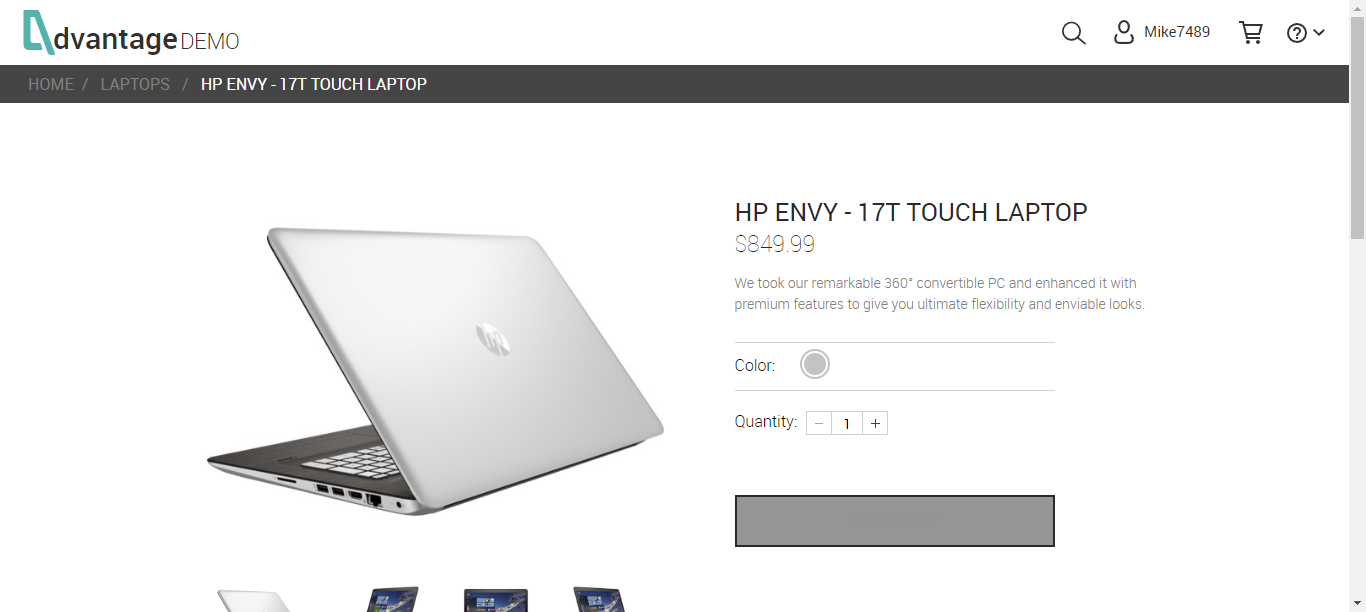 dvantage DEMO
Mike7489
HOME / LAPTOPS / HP ENVY - 17T TOUCH LAPTOP
HP ENVY - 17T TOUCH LAPTOP
$849.99
We took our remarkable 360° convertible PC and enhanced it with
premium features to give you ultimate flexibility and enviable looks.
Color:
Quantity: − 1 +
hp